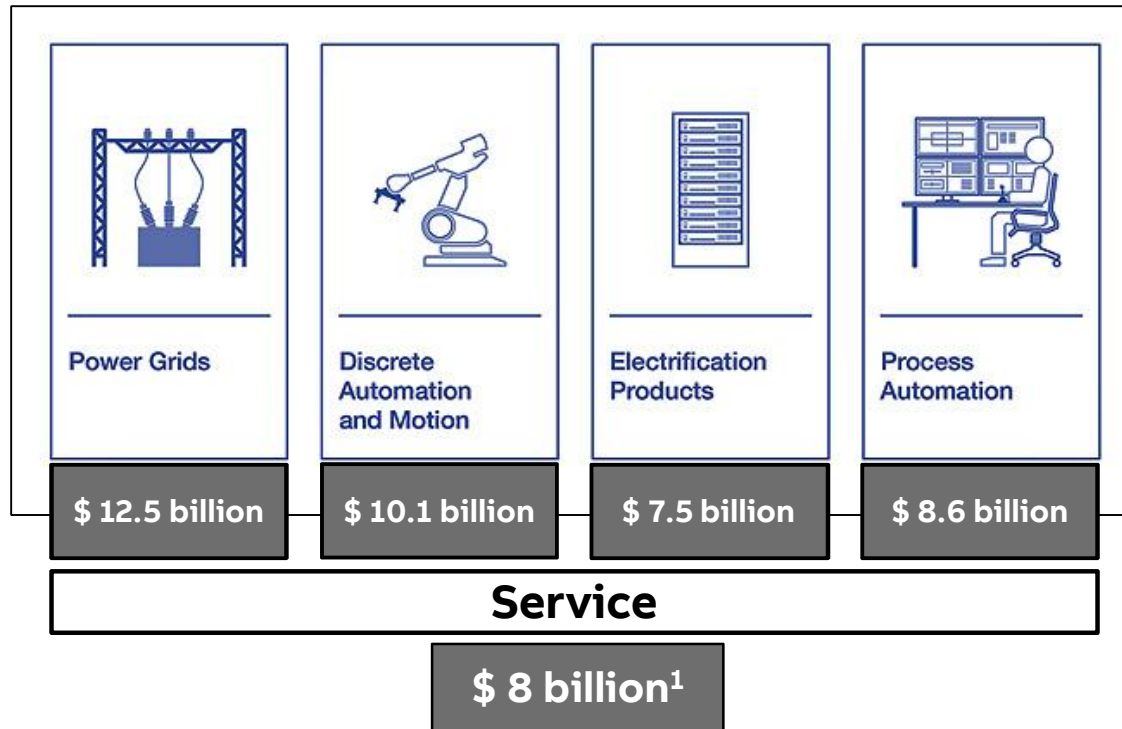 Power Grids
Discrete
Automation
and Motion
Electrification
Products
Process
Automation
$ 12.5 billion
$ 10.1 billion
$ 7.5 billion
$ 8.6 billion
Service
$ 8 billion¹